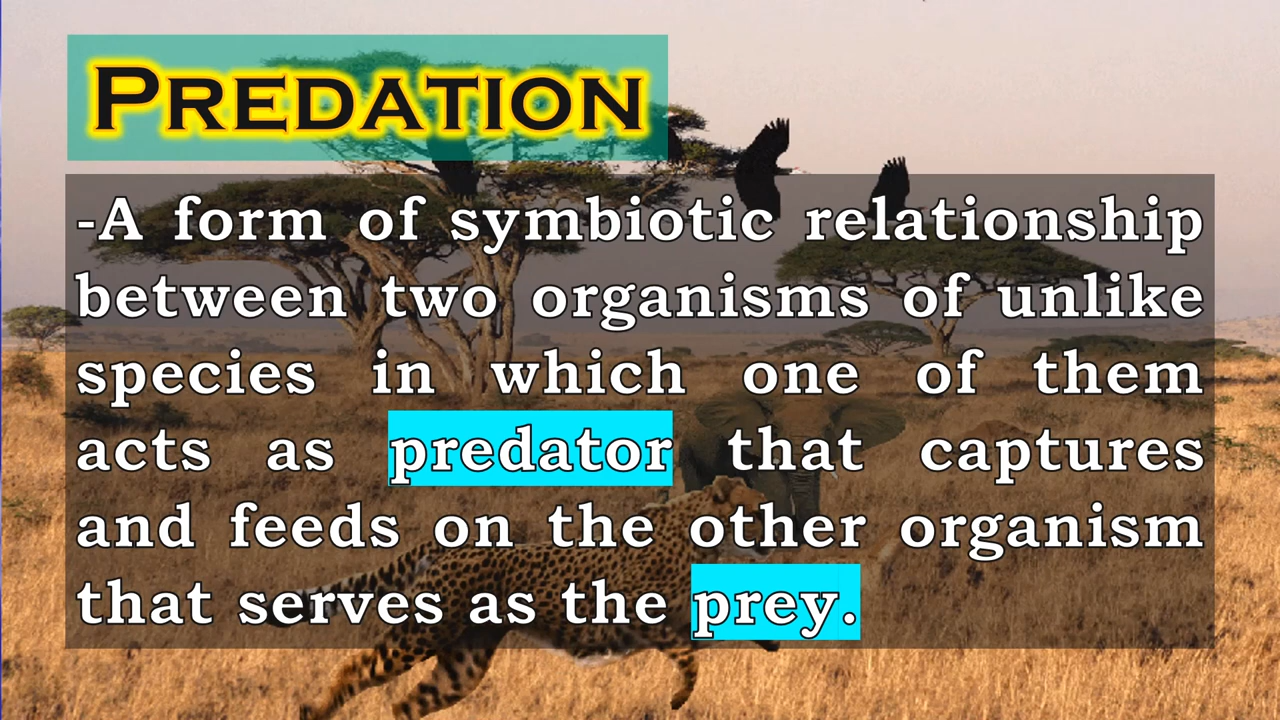 PREDATION
-A form of symbiotic relationship
between two organisms of unlike
species in which one of them
acts as predator that captures
and feeds on the other organism
that serves as the prey.